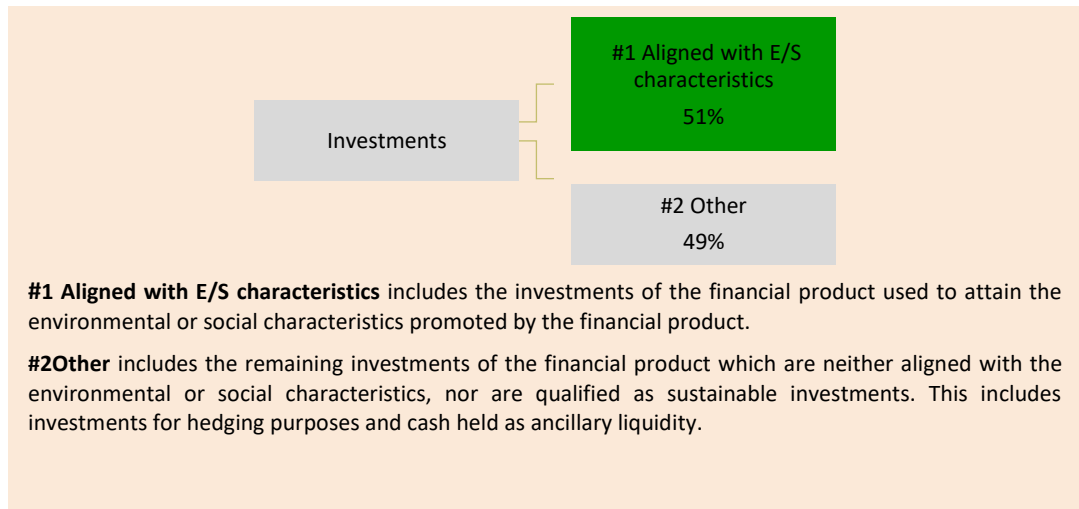 #1 Aligned with E/S
characteristics
51%
Investments
#2 Other
49%
#1 Aligned with E/S characteristics includes the investments of the financial product used to attain the
environmental or social characteristics promoted by the financial product.
#2Other includes the remaining investments of the financial product which are neither aligned with the
environmental or social characteristics, nor are qualified as sustainable investments. This includes
investments for hedging purposes and cash held as ancillary liquidity.